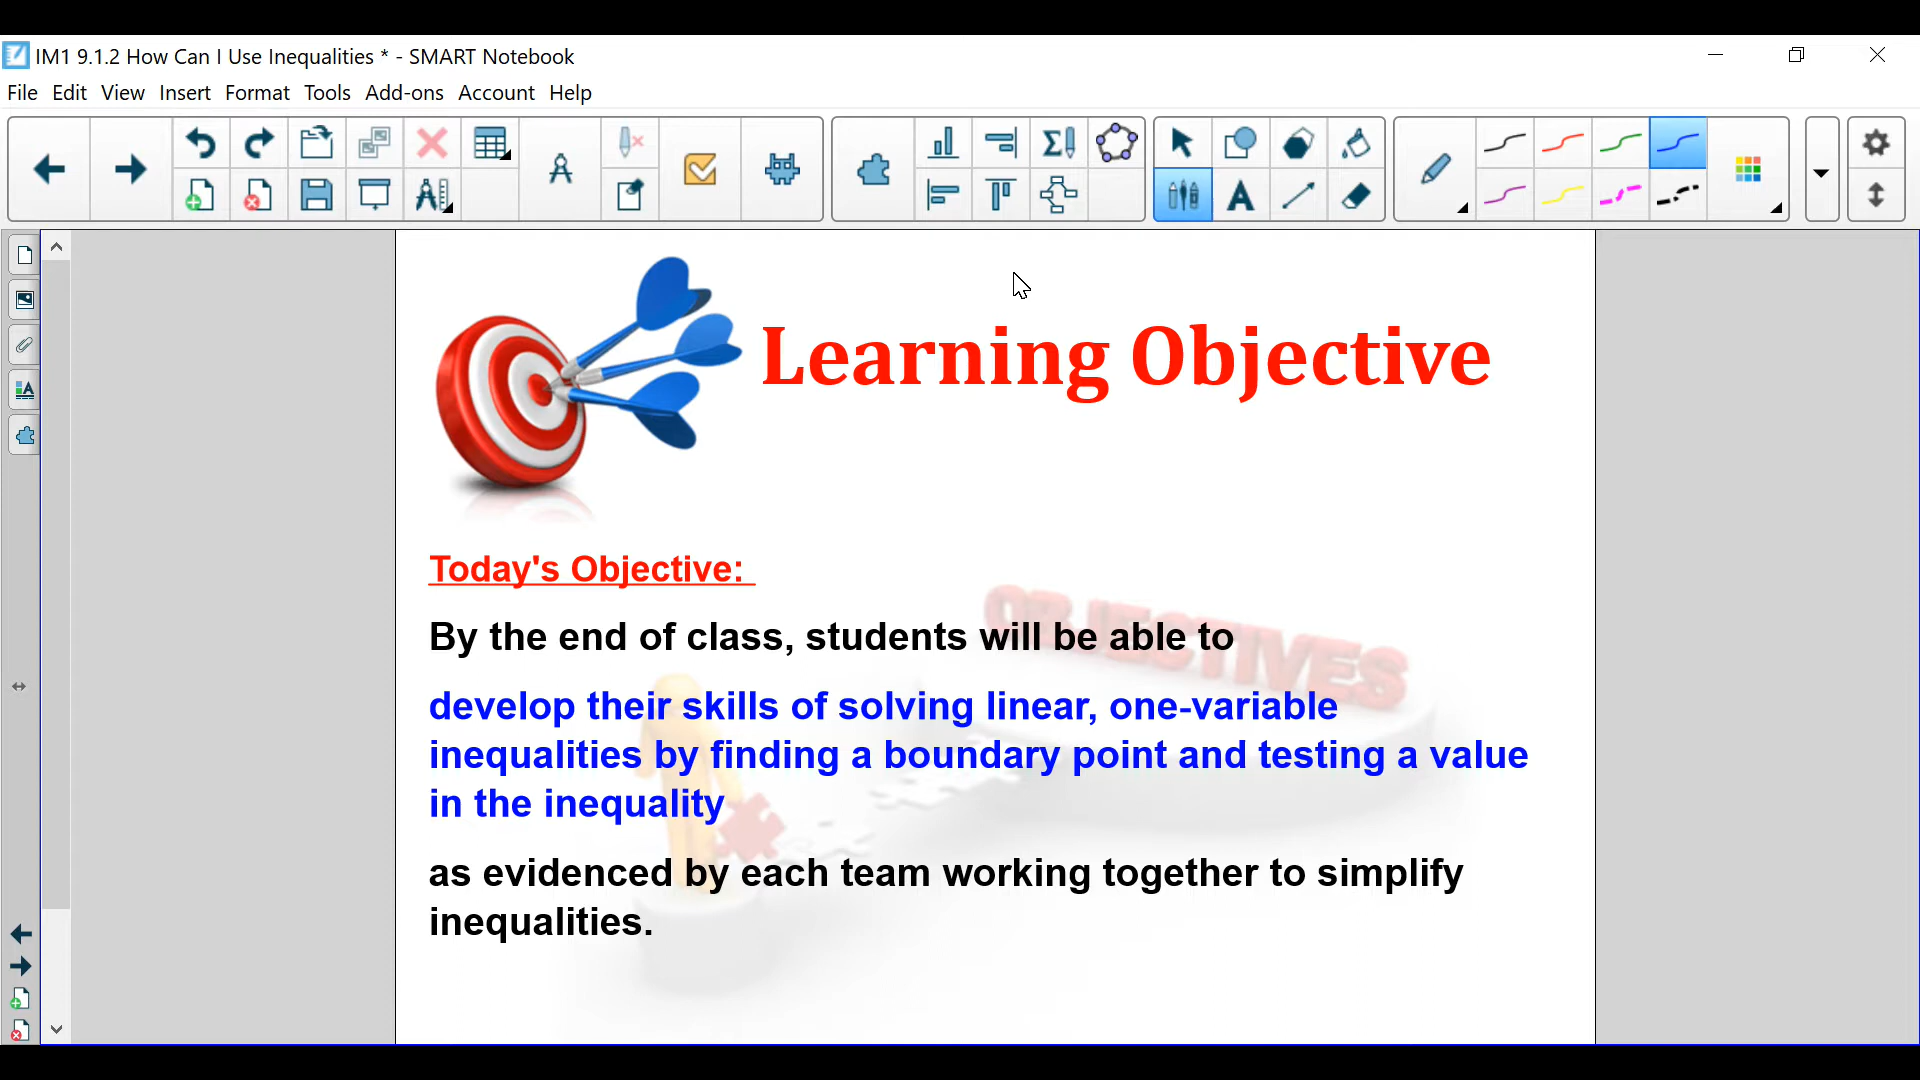 IM1 9.1.2 How Can I Use Inequalities * - SMART Notebook
File Edit View Insert Format Tools Add-ons Account Help
Learning Objective
Today's Objective:
OBJECTIVES
By the end of class, students will be able to
develop their skills of solving linear, one-variable
inequalities by finding a boundary point and testing a value
in the inequality
as evidenced by each team working together to simplify
inequalities.